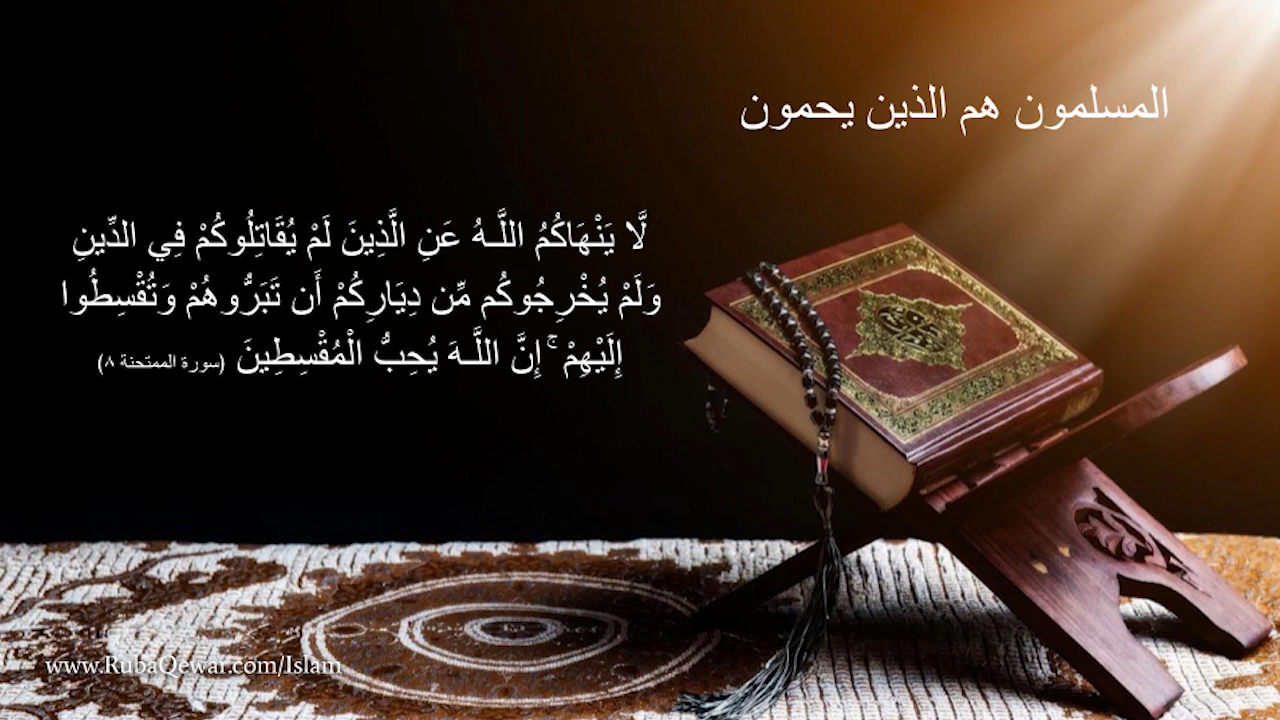 المسلمون هم الذين يحمون
لَّا يَنْهَاكُمُ اللَّـهُ عَنِ الَّذِينَ لَمْ يُقَاتِلُوكُمْ فِي الدِّينِ
وَلَمْ يُخْرِجُوكُم مِّن دِيَارِكُمْ أَن تَبَرُّوهُمْ وَتُقْسِطُوا
إِلَيْهِمْ ۚ إِنَّ اللَّـهَ يُحِبُّ الْمُقْسِطِينَ (سورة الممتحنة ٨)
www.RubaQewar.com/Islam